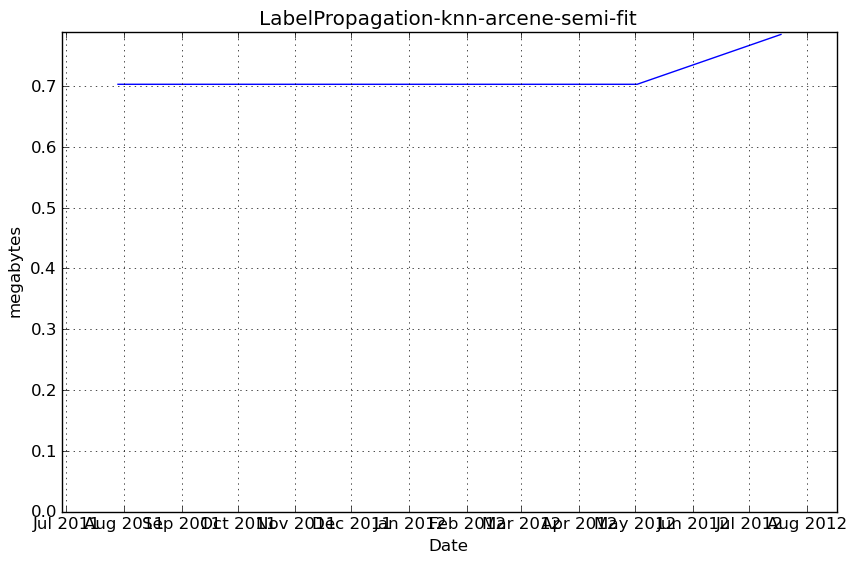 LabelPropagation-knn-arcene-semi-fit
0.7
0.6
0.5
0.4
0.3
0.2
0.1
0.0
megabytes
Jul 2011 Aug 2011 Sep 2011 Oct 2011 Nov 2011 Dec 2011 Jan 2012 Feb 2012 Mar 2012 Apr 2012 May 2012 Jun 2012 Jul 2012 Aug 2012
Date